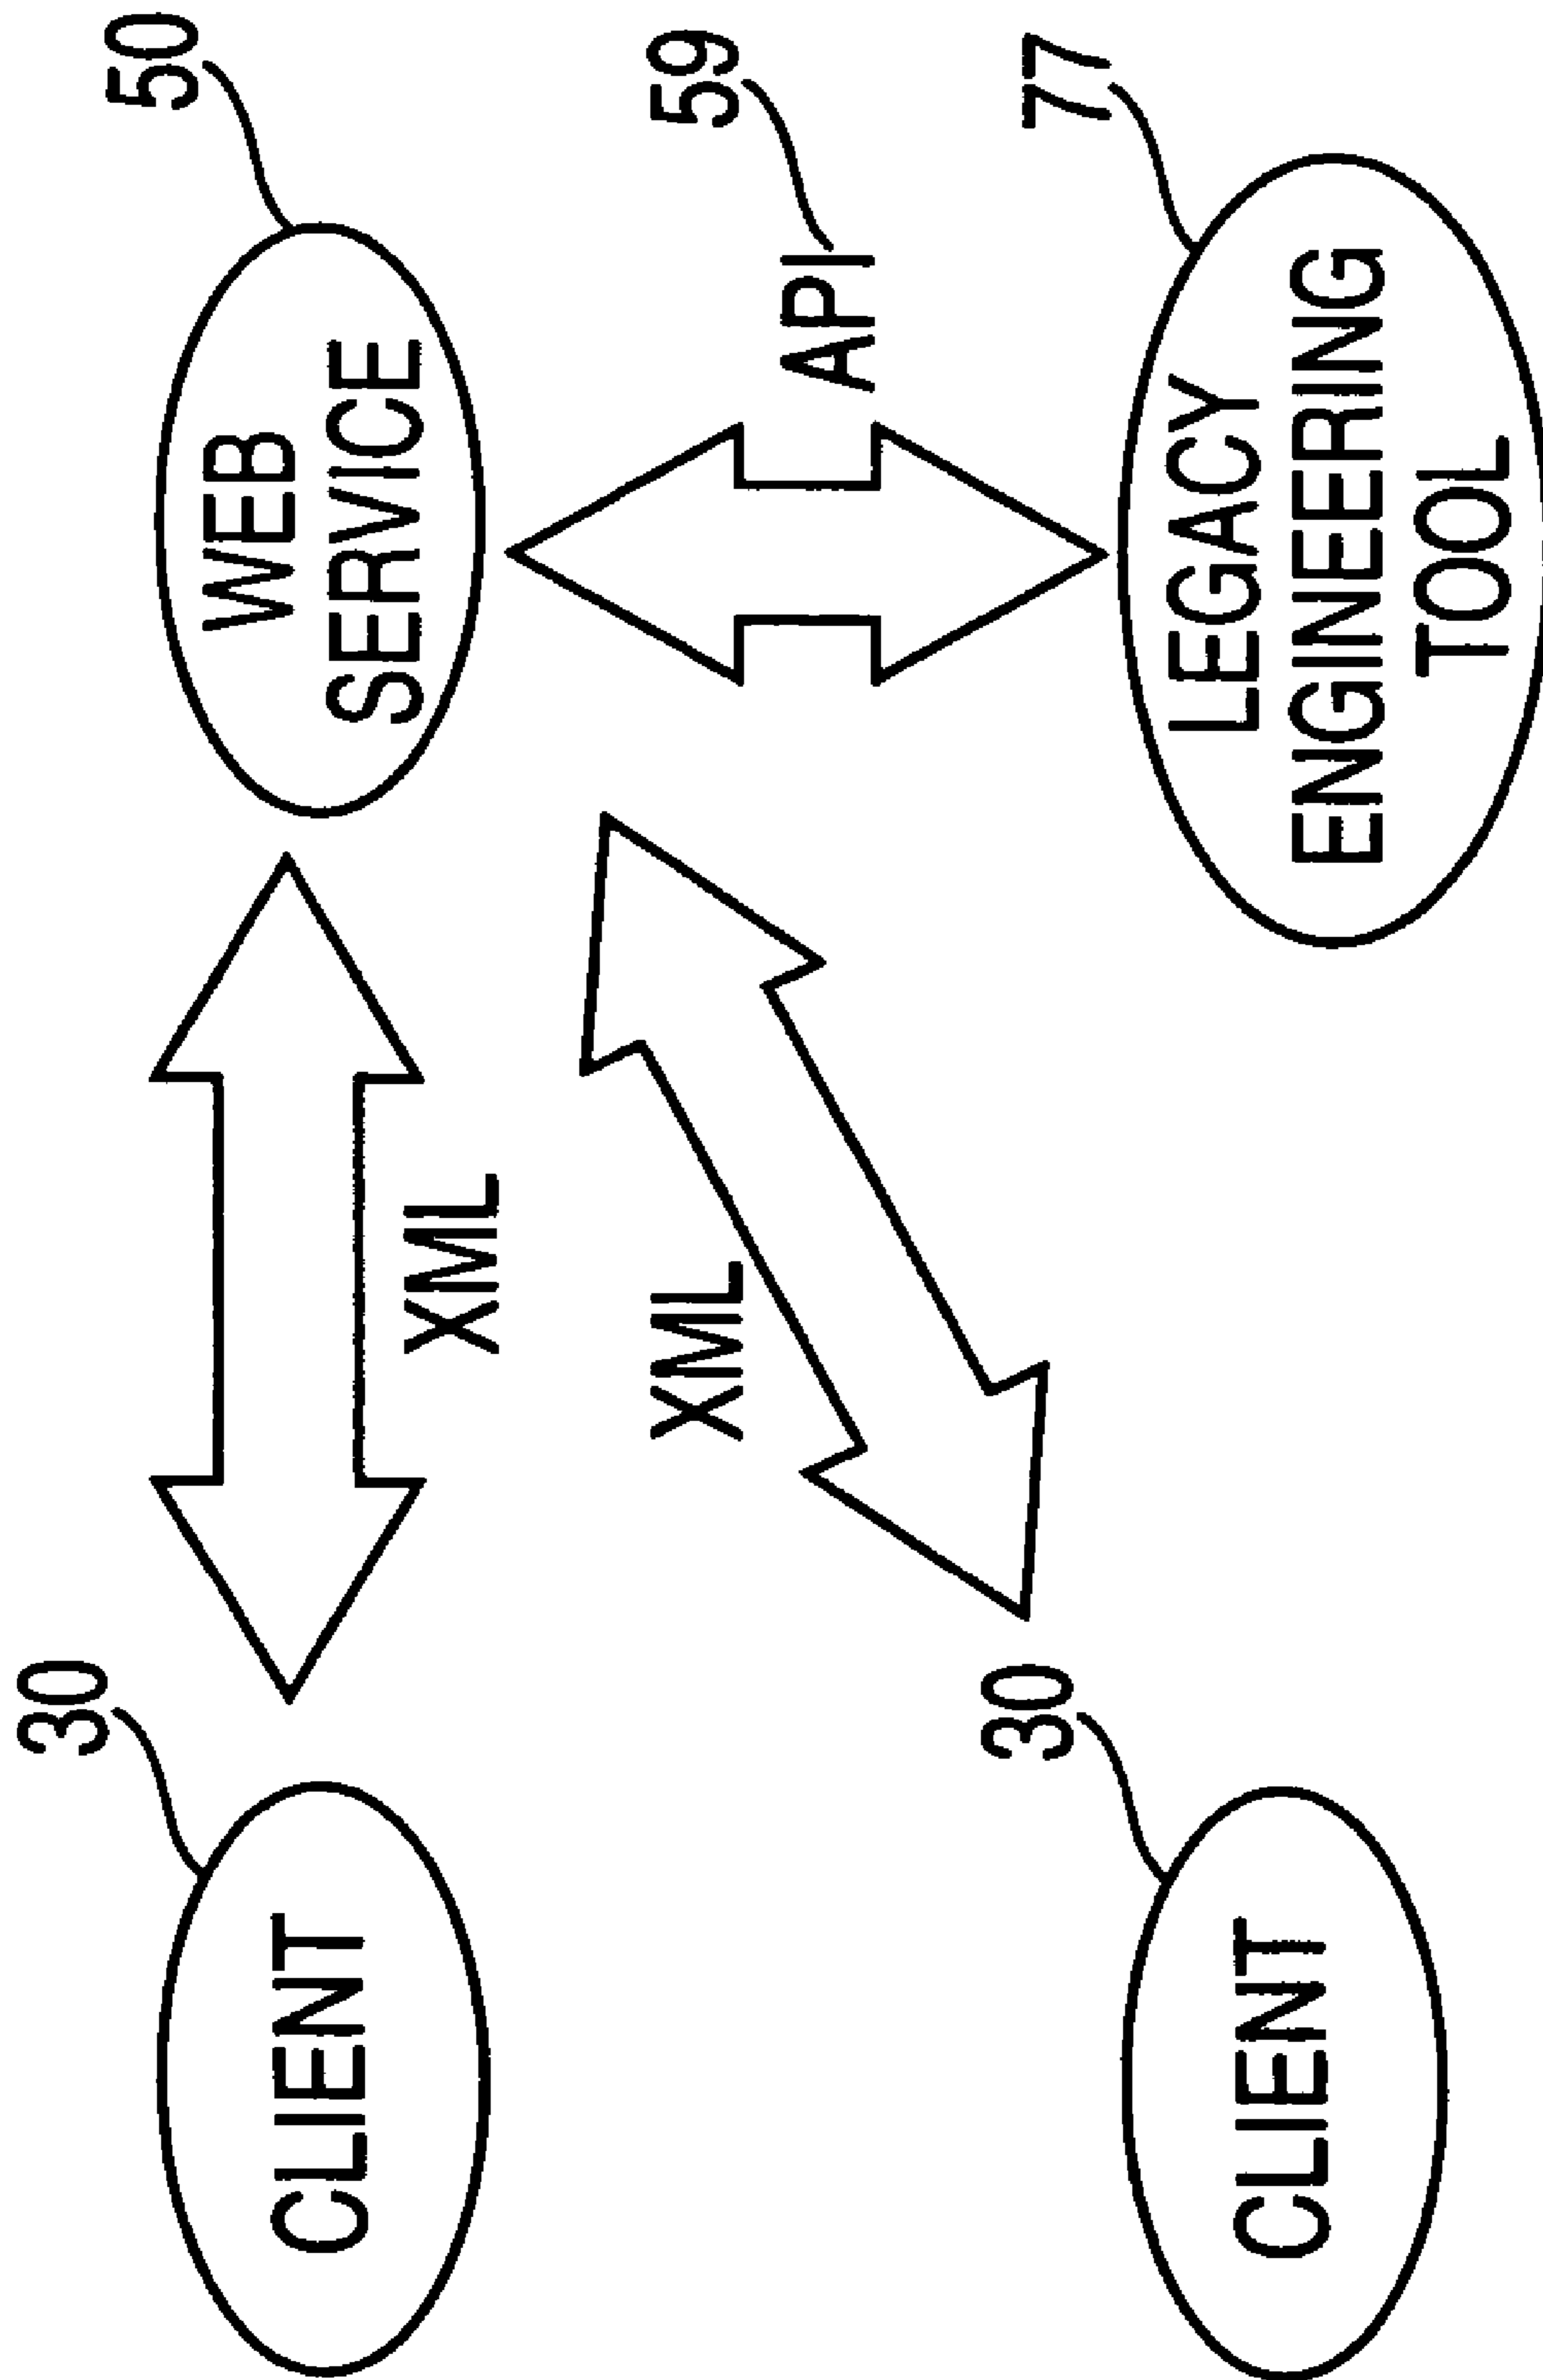 30
CLIENT
XML
50
WEB
SERVICE
XML
API
59
30
CLIENT
77
LEGACY
ENGINEERING
TOOL